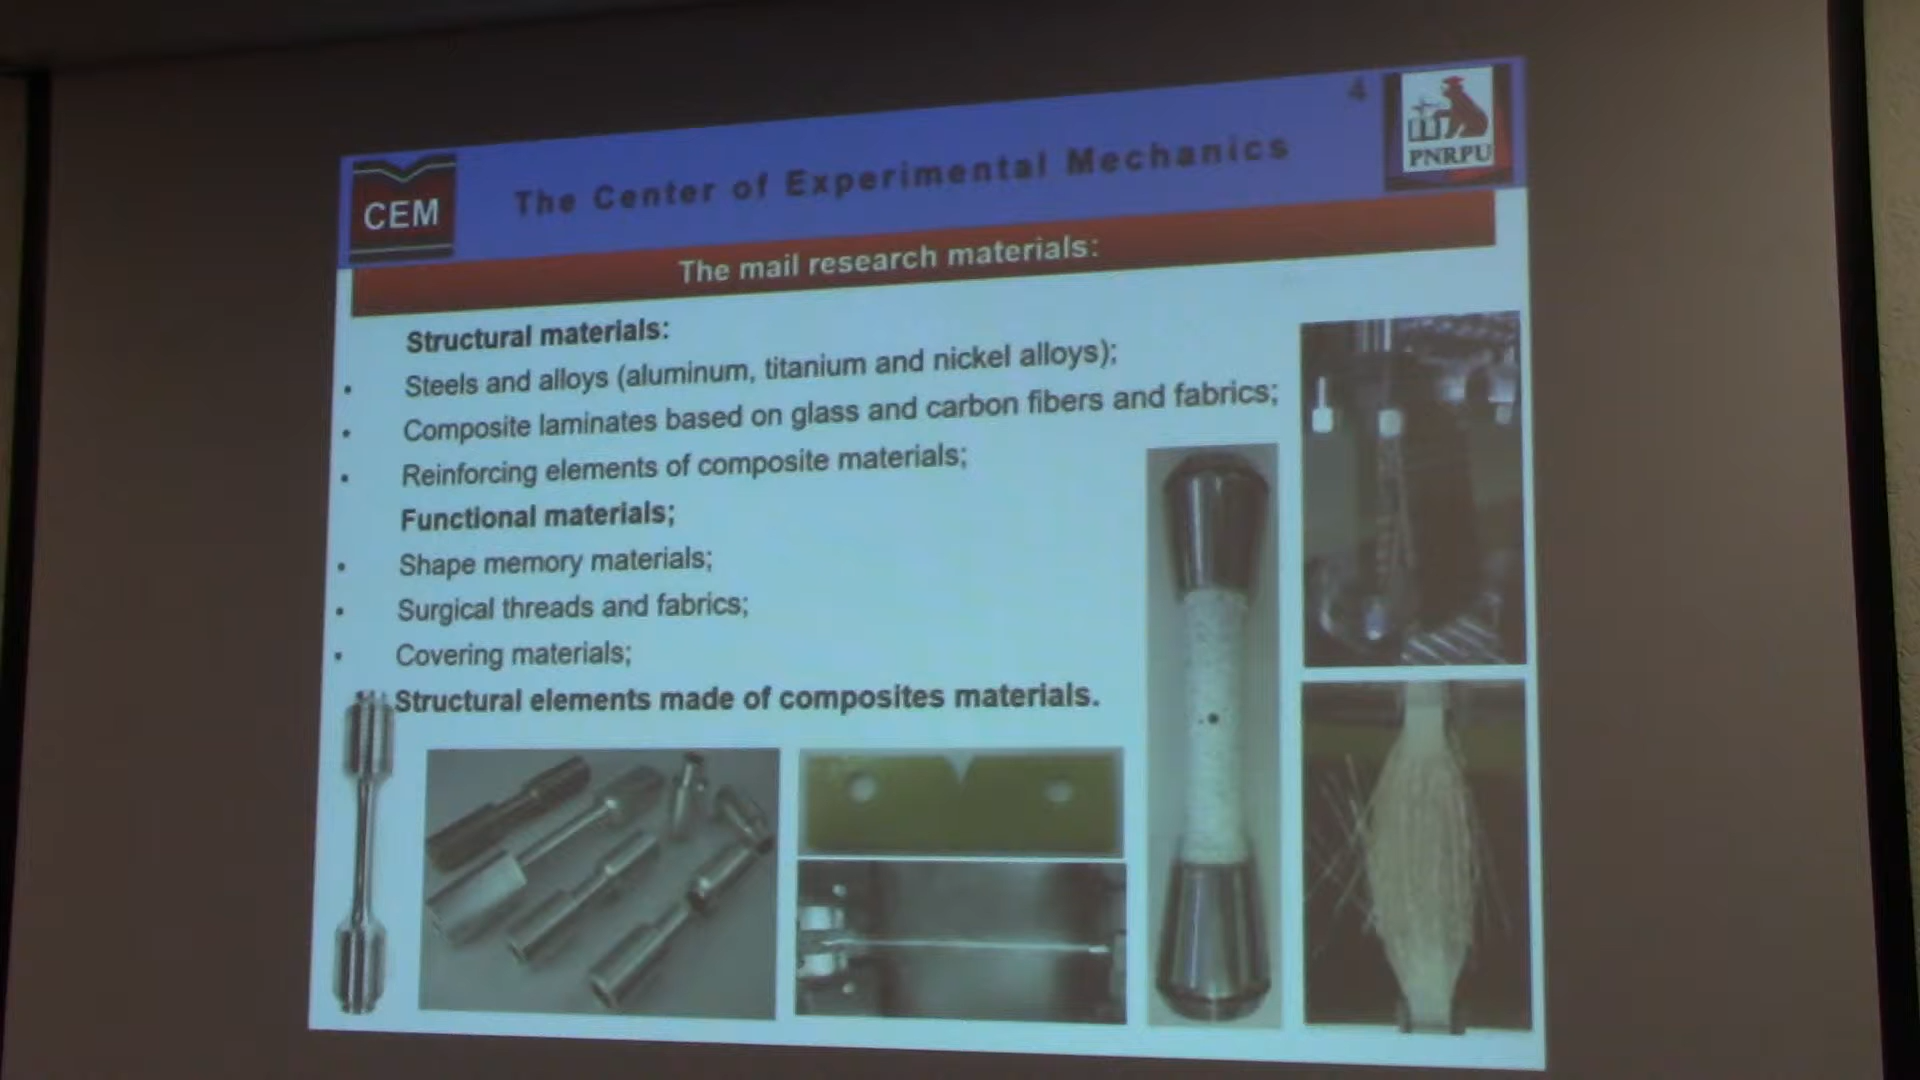 4
CEM
The Center of Experimental Mechanics
PNRPU
The mail research materials:
Structural materials:
• Steels and alloys (aluminum, titanium and nickel alloys);
• Composite laminates based on glass and carbon fibers and fabrics;
• Reinforcing elements of composite materials;
Functional materials;
• Shape memory materials;
• Surgical threads and fabrics;
• Covering materials;
Structural elements made of composites materials.